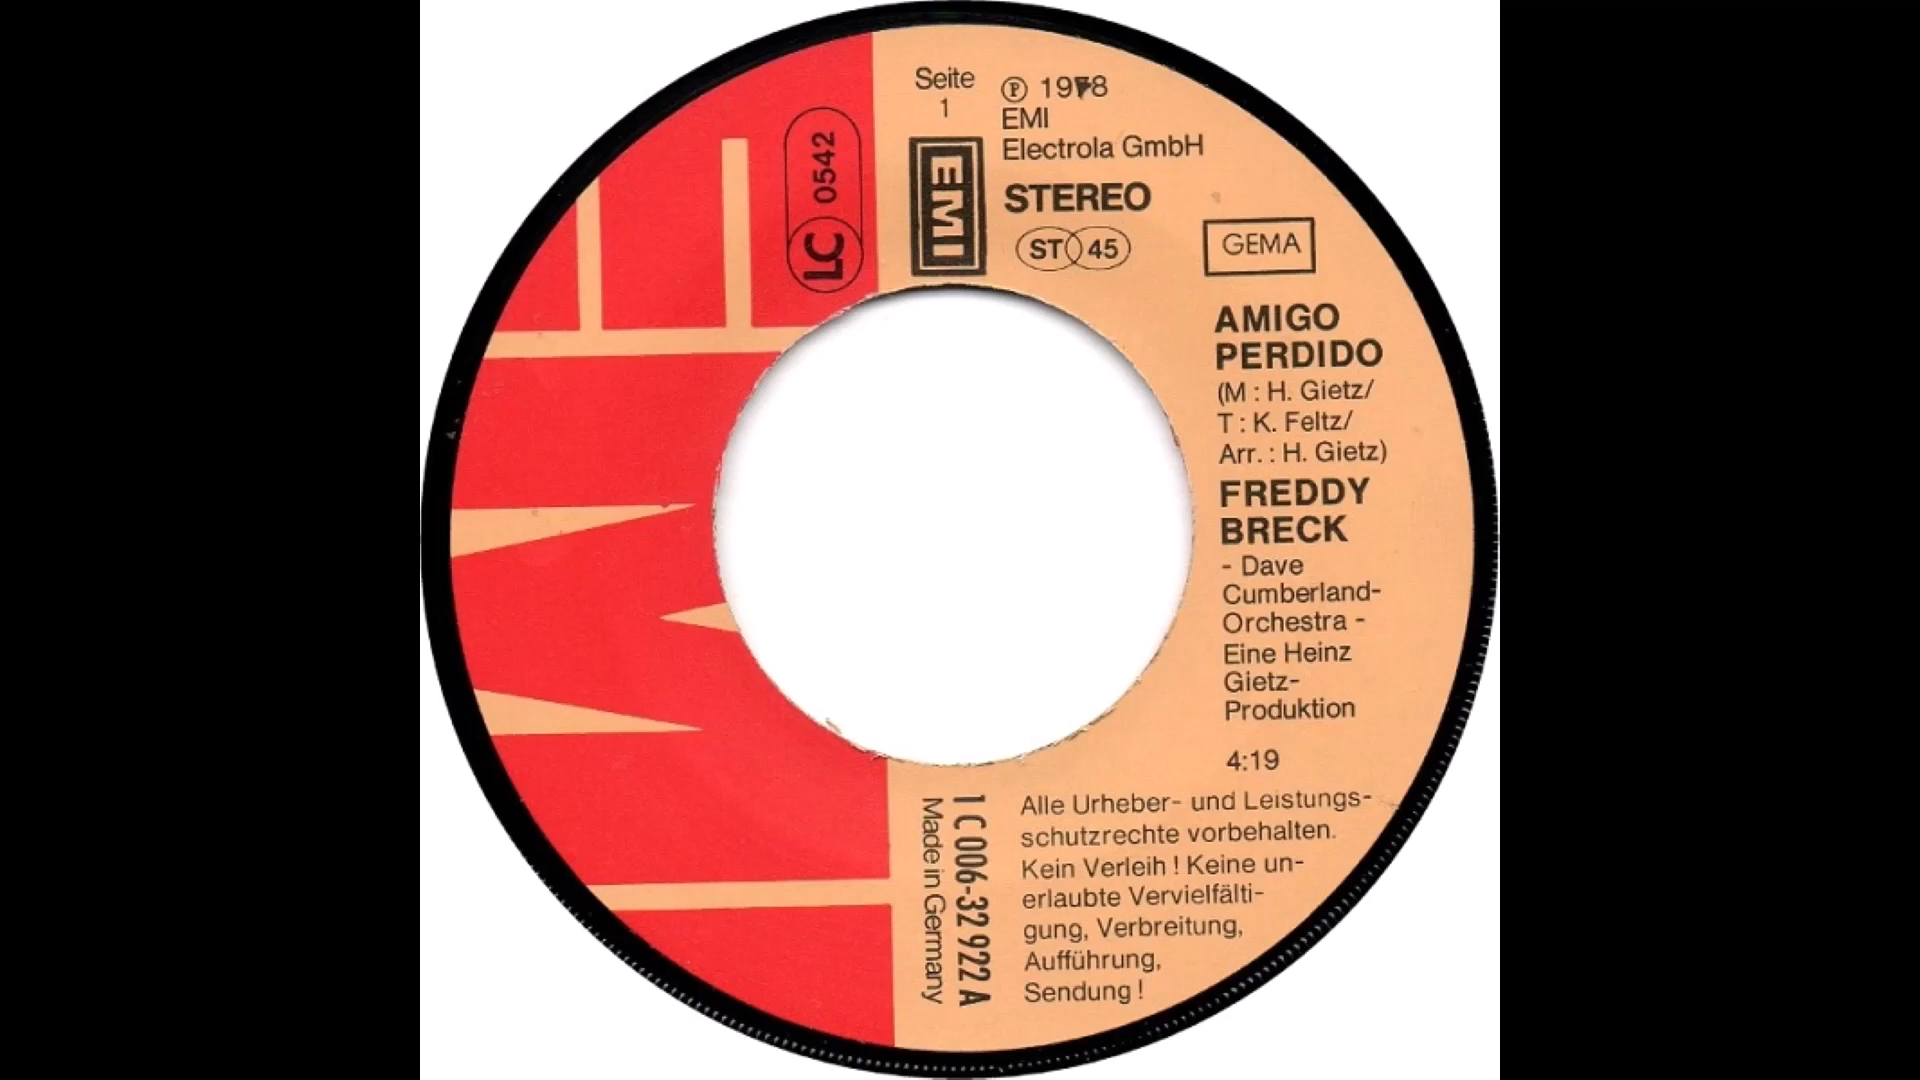 Seite
1
℗ 1978
EMI
Electrola GmbH
EMI
STEREO
ST 45
LC 0542
GEMA
AMIGO
PERDIDO
(M : H. Gietz/
T : K. Feltz/
Arr. : H. Gietz)
FREDDY
BRECK
- Dave
Cumberland-
Orchestra -
Eine Heinz
Gietz-
Produktion
4:19
1 C 006-32 922 A
Made in Germany
Alle Urheber- und Leistungs-
schutzrechte vorbehalten.
Kein Verleih ! Keine un-
erlaubte Vervielfälti-
gung, Verbreitung,
Aufführung,
Sendung !